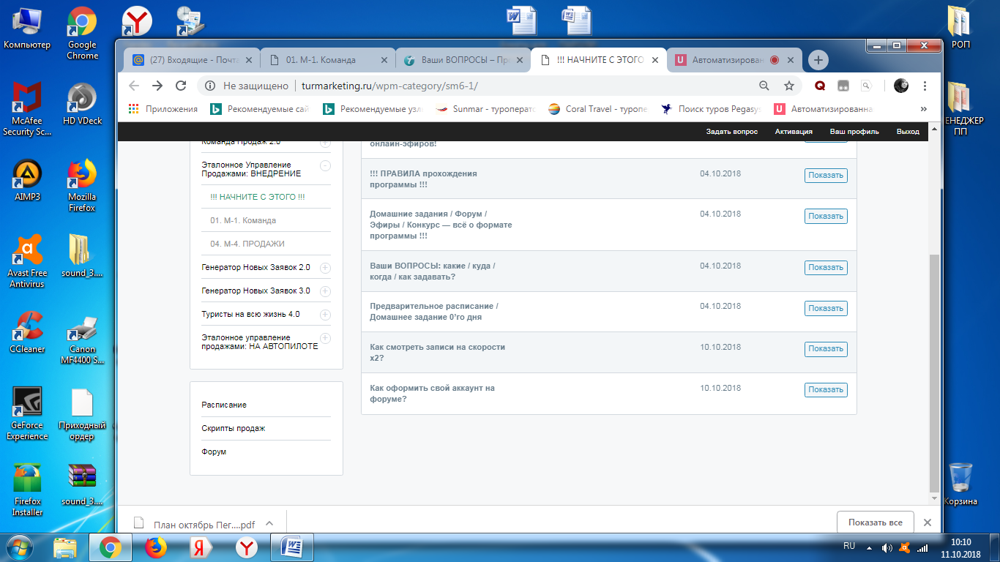 Компьютер
Google
Chrome
РОП
(27) Входящие - Почта
01. М-1. Команда
Ваши ВОПРОСЫ – Пр
!!! НАЧНИТЕ С ЭТОГО
Автоматизирован
Не защищено
turmarketing.ru/wpm-category/sm6-1/
Приложения
Рекомендуемые сай
Рекомендуемые узл
Sunmar - туроперато
Coral Travel - туропе
Поиск туров Pegasys
Автоматизированна
»
McAfee
Security Sc...
HD VDeck
ЕНЕДЖЕР
ПП
Задать вопрос
Активация
Ваш профиль
Выход
Команда Продаж 2.0
Эталонное Управление
Продажами: ВНЕДРЕНИЕ
!!! НАЧНИТЕ С ЭТОГО !!!
01. М-1. Команда
04. М-4. ПРОДАЖИ
Генератор Новых Заявок 2.0
Генератор Новых Заявок 3.0
Туристы на всю жизнь 4.0
Эталонное управление
продажами: НА АВТОПИЛОТЕ
Расписание
Скрипты продаж
Форум
онлайн-эфиров!
!!! ПРАВИЛА прохождения
программы !!!
04.10.2018
Показать
Домашние задания / Форум /
Эфиры / Конкурс — всё о формате
программы !!!
04.10.2018
Показать
Ваши ВОПРОСЫ: какие / куда /
когда / как задавать?
04.10.2018
Показать
Предварительное расписание /
Домашнее задание 0'го дня
04.10.2018
Показать
Как смотреть записи на скорости
x2?
10.10.2018
Показать
Как оформить свой аккаунт на
форуме?
10.10.2018
Показать
AIMP3
Mozilla
Firefox
Avast Free
Antivirus
sound_3....
CCleaner
Canon
MF4400 S...
GeForce
Experience
Приходный
ордер
Firefox
Installer
sound_3....
Корзина
План октябрь Пег....pdf
Показать все
RU
10:10
11.10.2018